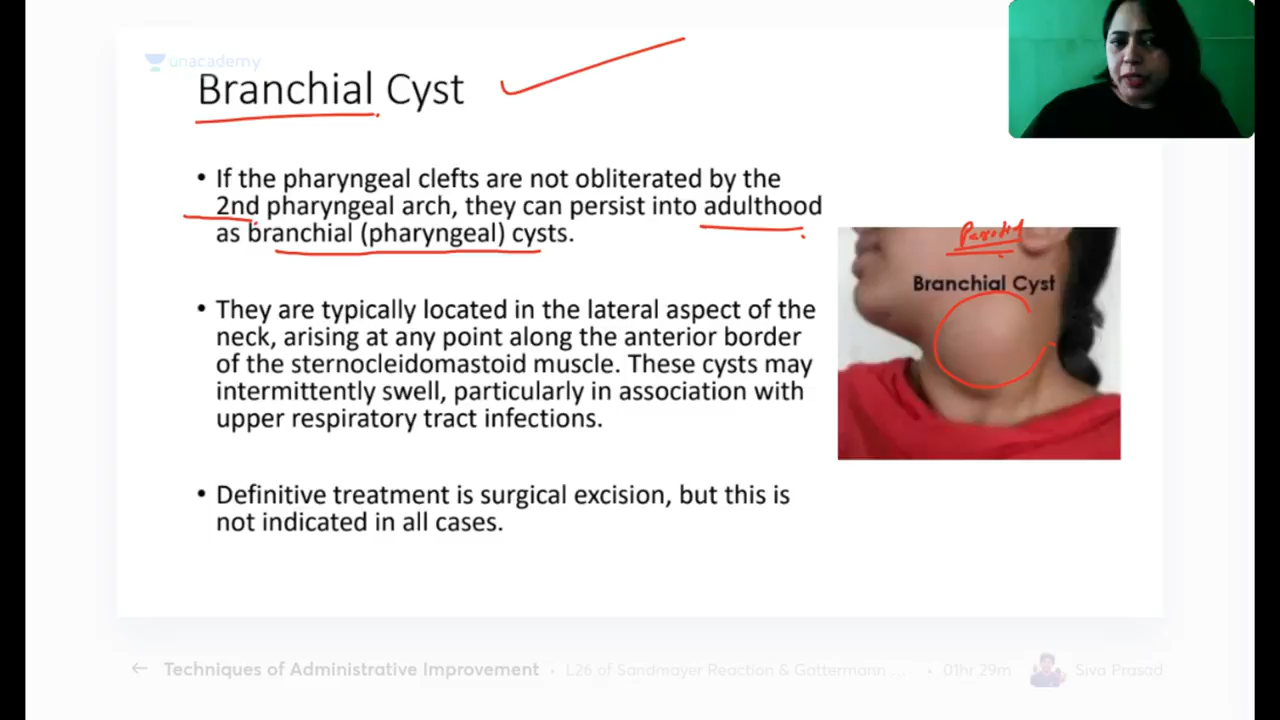 unacademy
Branchial Cyst
• If the pharyngeal clefts are not obliterated by the
2nd pharyngeal arch, they can persist into adulthood
as branchial (pharyngeal) cysts.
Parotid
Branchial Cyst
• They are typically located in the lateral aspect of the
neck, arising at any point along the anterior border
of the sternocleidomastoid muscle. These cysts may
intermittently swell, particularly in association with
upper respiratory tract infections.
• Definitive treatment is surgical excision, but this is
not indicated in all cases.
← Techniques of Administrative Improvement • L26 of Sandmayer Reaction & Gattermann ... • 01hr 29m Siva Prasad